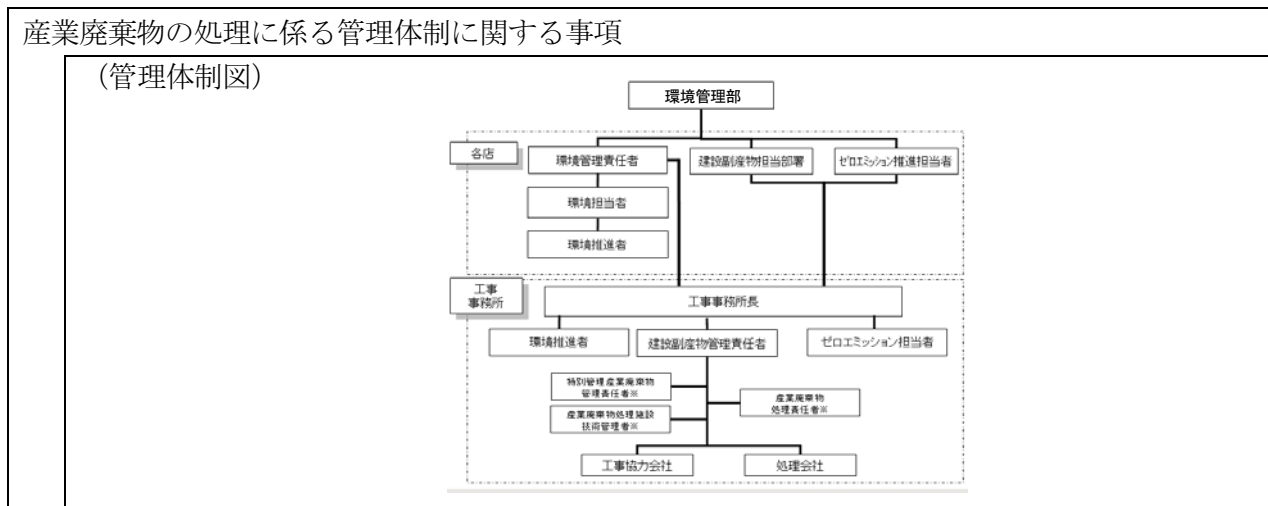 産業廃棄物の処理に係る管理体制に関する事項
（管理体制図）
環境管理部
各店
環境管理責任者
建設副産物担当部署
ゼロエミッション推進担当者
環境担当者
環境推進者
工事
事務所
工事事務所長
環境推進者
建設副産物管理責任者
ゼロエミッション担当者
特別管理産業廃棄物
管理責任者※
産業廃棄物
処理責任者※
産業廃棄物処理施設
技術管理者※
工事協力会社
処理会社